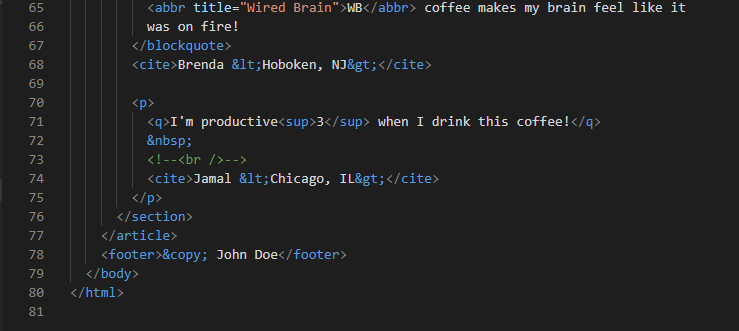 65 <abbr title="Wired Brain">WB</abbr> coffee makes my brain feel like it
66 was on fire!
67 </blockquote>
68 <cite>Brenda &lt;Hoboken, NJ&gt;</cite>
69
70 <p>
71 <q>I'm productive<sup>3</sup> when I drink this coffee!</q>
72 &nbsp;
73 <!--<br />-->
74 <cite>Jamal &lt;Chicago, IL&gt;</cite>
75 </p>
76 </section>
77 </article>
78 <footer>&copy; John Doe</footer>
79 </body>
80 </html>
81